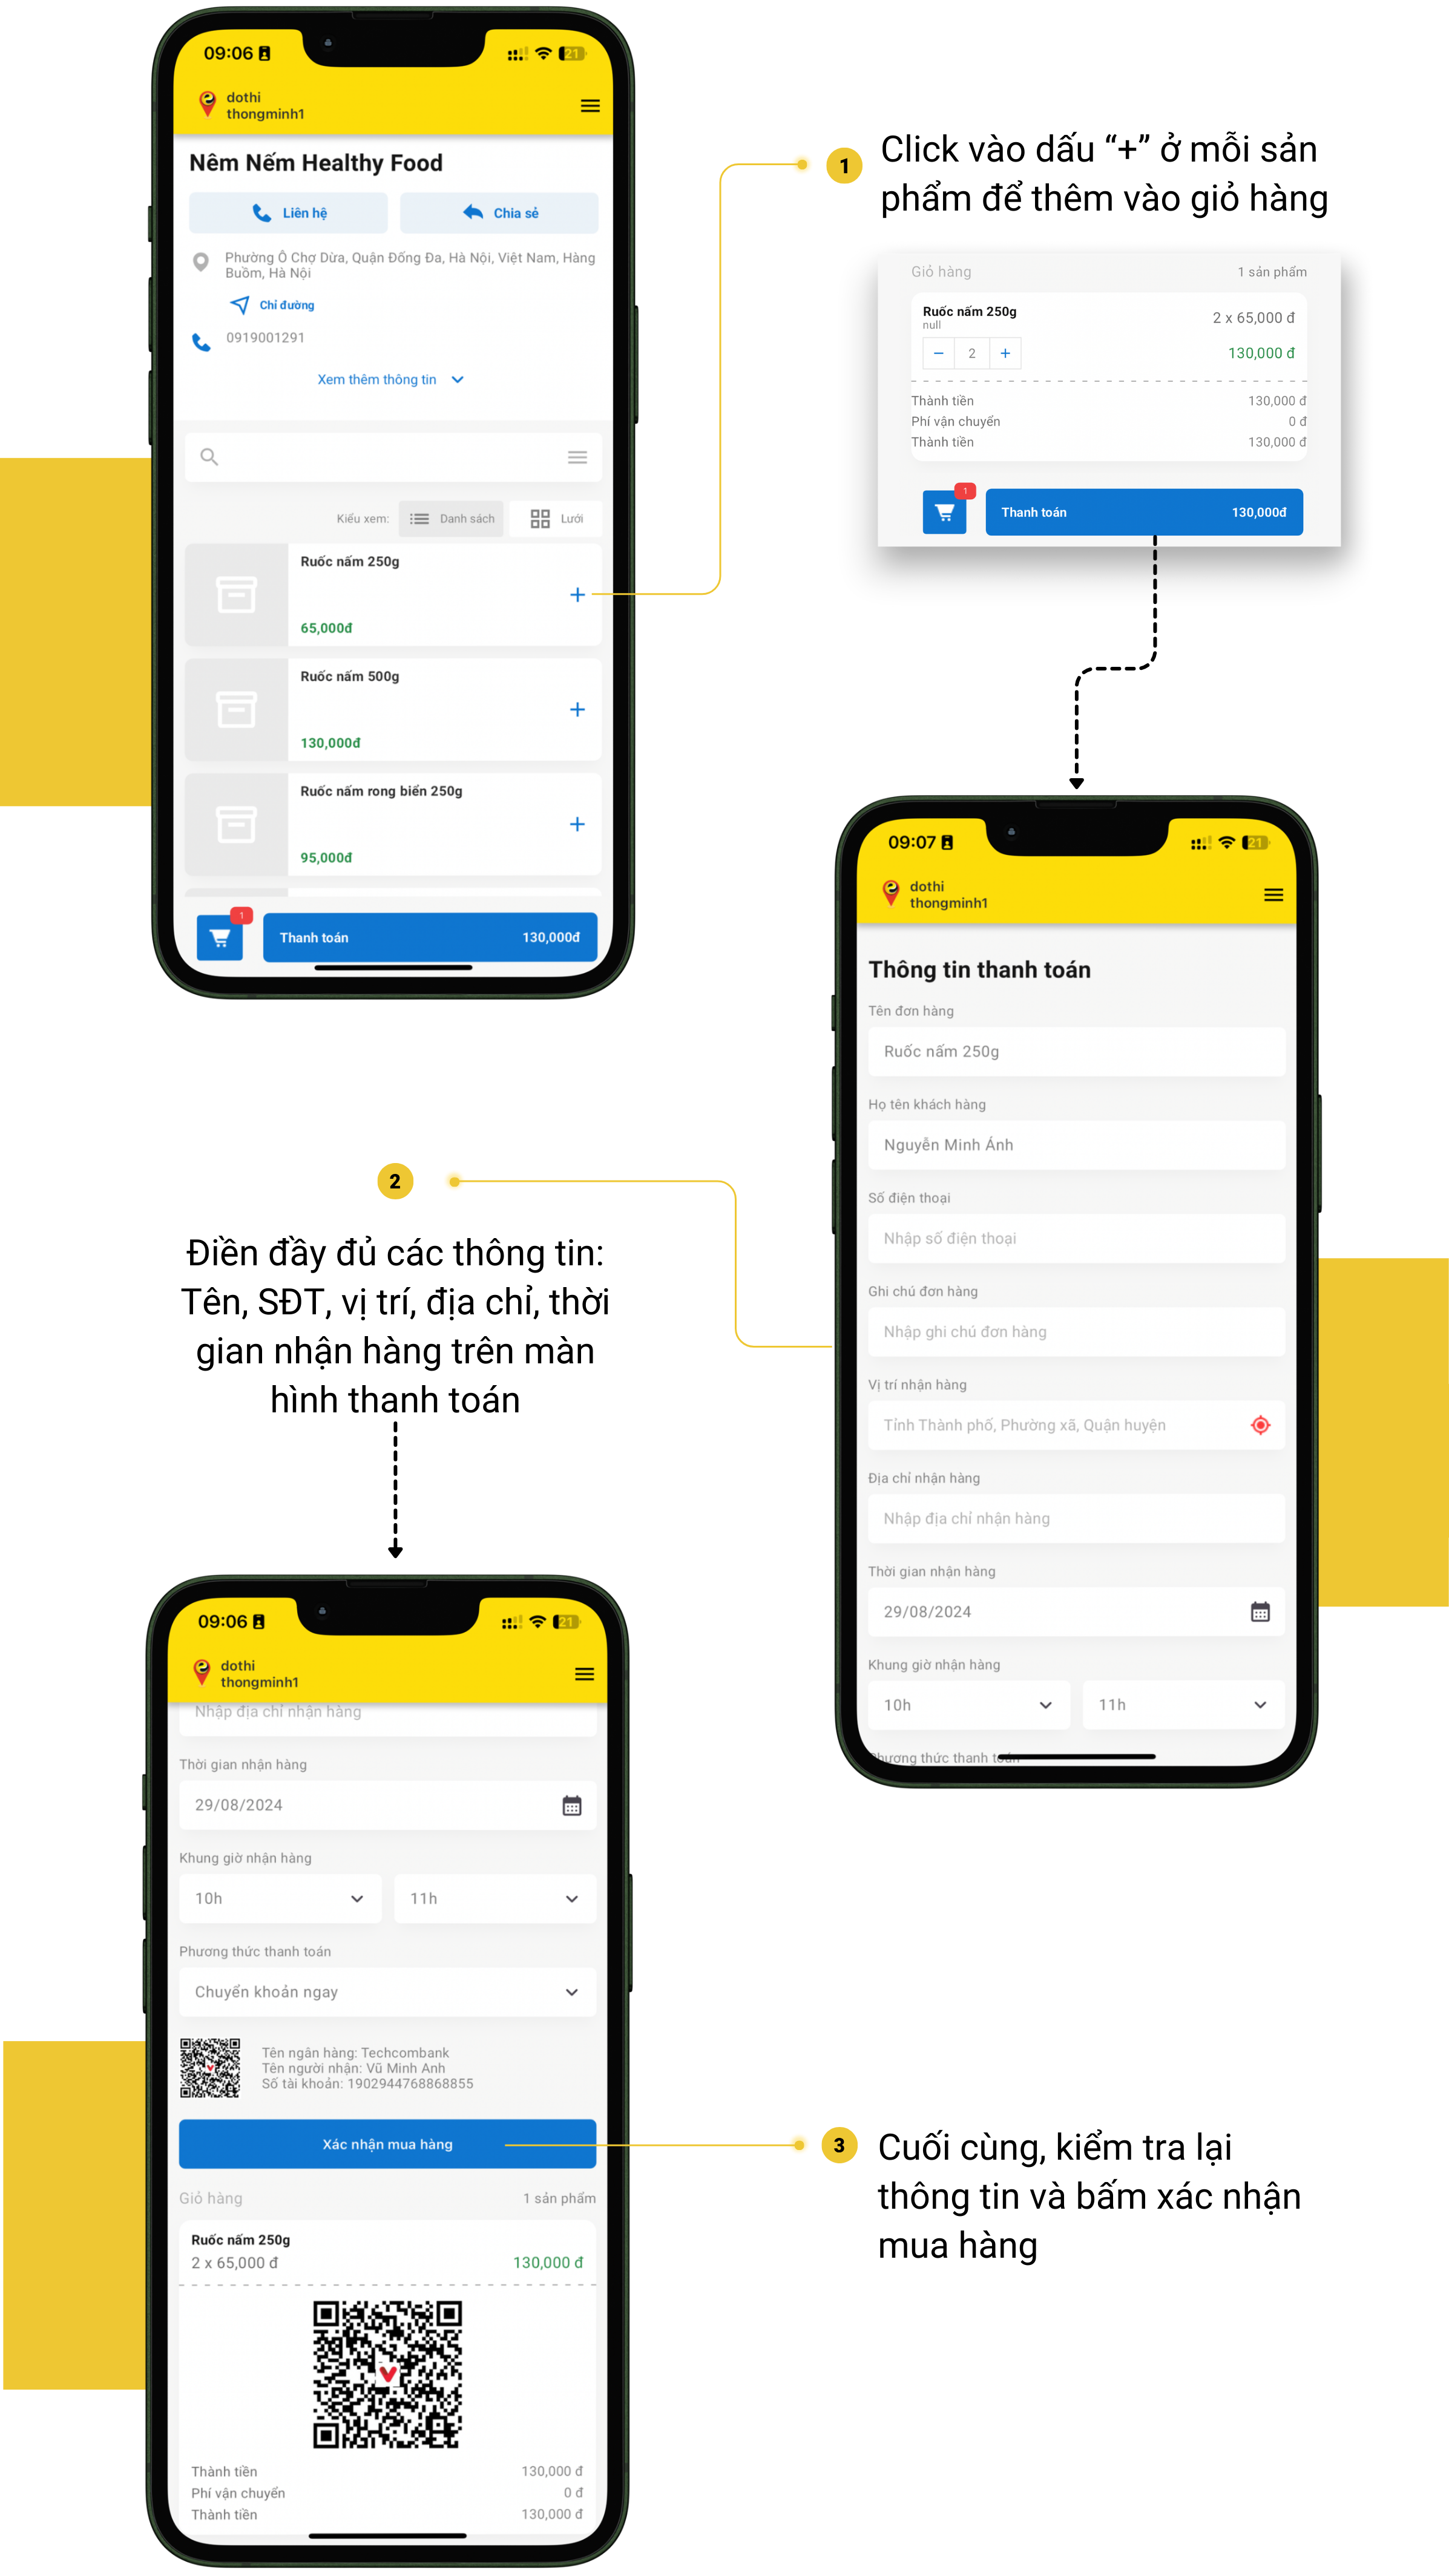 09:06
21
dothi
thongminh1
Nêm Nếm Healthy Food
Liên hệ
Chia sẻ
Phường Ô Chợ Dừa, Quận Đống Đa, Hà Nội, Việt Nam, Hàng
Buồm, Hà Nội
Chỉ đường
0919001291
Xem thêm thông tin
Kiểu xem:
Danh sách
Lưới
Ruốc nấm 250g
65,000đ
Ruốc nấm 500g
130,000đ
Ruốc nấm rong biển 250g
95,000đ
1
Thanh toán
130,000đ
1
Click vào dấu “+” ở mỗi sản
phẩm để thêm vào giỏ hàng
Giỏ hàng
1 sản phẩm
Ruốc nấm 250g
null
2 x 65,000 đ
2
130,000 đ
Thành tiền
130,000 đ
Phí vận chuyển
0 đ
Thành tiền
130,000 đ
1
Thanh toán
130,000đ
09:07
21
dothi
thongminh1
Thông tin thanh toán
Tên đơn hàng
Ruốc nấm 250g
Họ tên khách hàng
Nguyễn Minh Ánh
Số điện thoại
Nhập số điện thoại
Ghi chú đơn hàng
Nhập ghi chú đơn hàng
Vị trí nhận hàng
Tỉnh Thành phố, Phường xã, Quận huyện
Địa chỉ nhận hàng
Nhập địa chỉ nhận hàng
Thời gian nhận hàng
29/08/2024
Khung giờ nhận hàng
10h
11h
Phương thức thanh toán
2
Điền đầy đủ các thông tin:
Tên, SĐT, vị trí, địa chỉ, thời
gian nhận hàng trên màn
hình thanh toán
09:06
21
dothi
thongminh1
Nhập địa chỉ nhận hàng
Thời gian nhận hàng
29/08/2024
Khung giờ nhận hàng
10h
11h
Phương thức thanh toán
Chuyển khoản ngay
Tên ngân hàng: Techcombank
Tên người nhận: Vũ Minh Anh
Số tài khoản: 1902944768868855
Xác nhận mua hàng
Giỏ hàng
1 sản phẩm
Ruốc nấm 250g
2 x 65,000 đ
130,000 đ
Thành tiền
130,000 đ
Phí vận chuyển
0 đ
Thành tiền
130,000 đ
3
Cuối cùng, kiểm tra lại
thông tin và bấm xác nhận
mua hàng